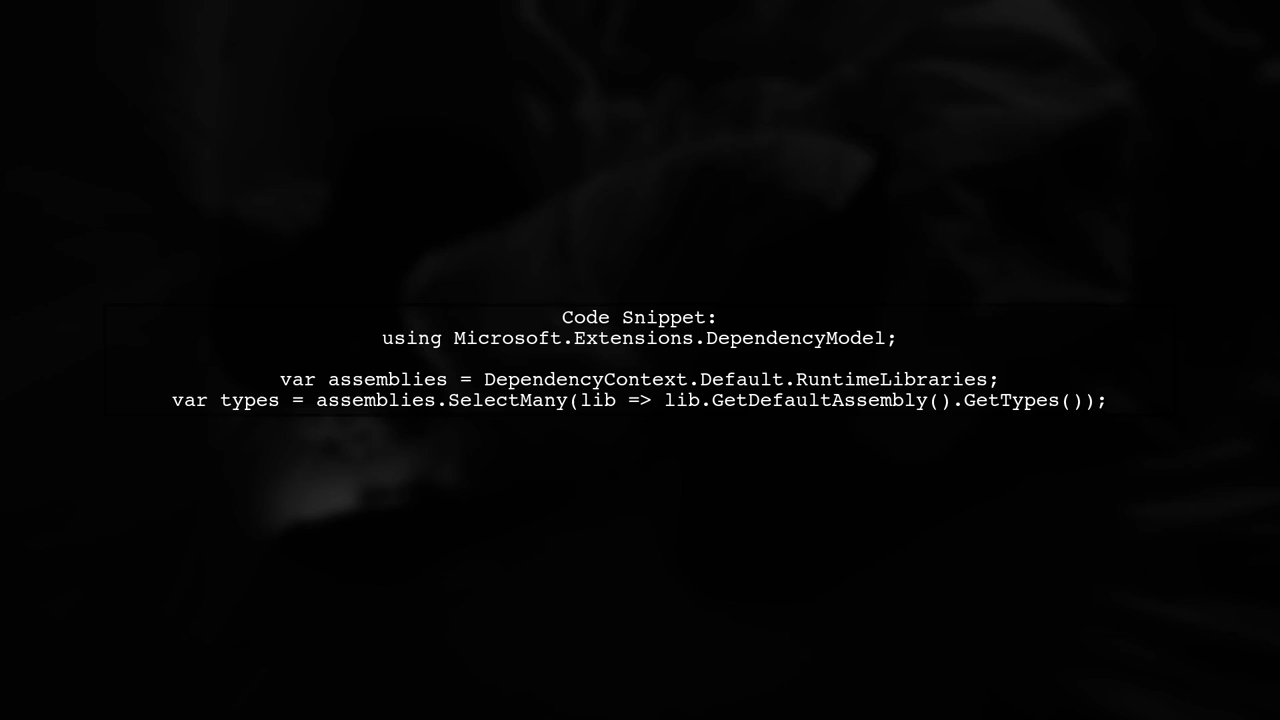 Code Snippet:
using Microsoft.Extensions.DependencyModel;
var assemblies = DependencyContext.Default.RuntimeLibraries;
var types = assemblies.SelectMany(lib => lib.GetDefaultAssembly().GetTypes());